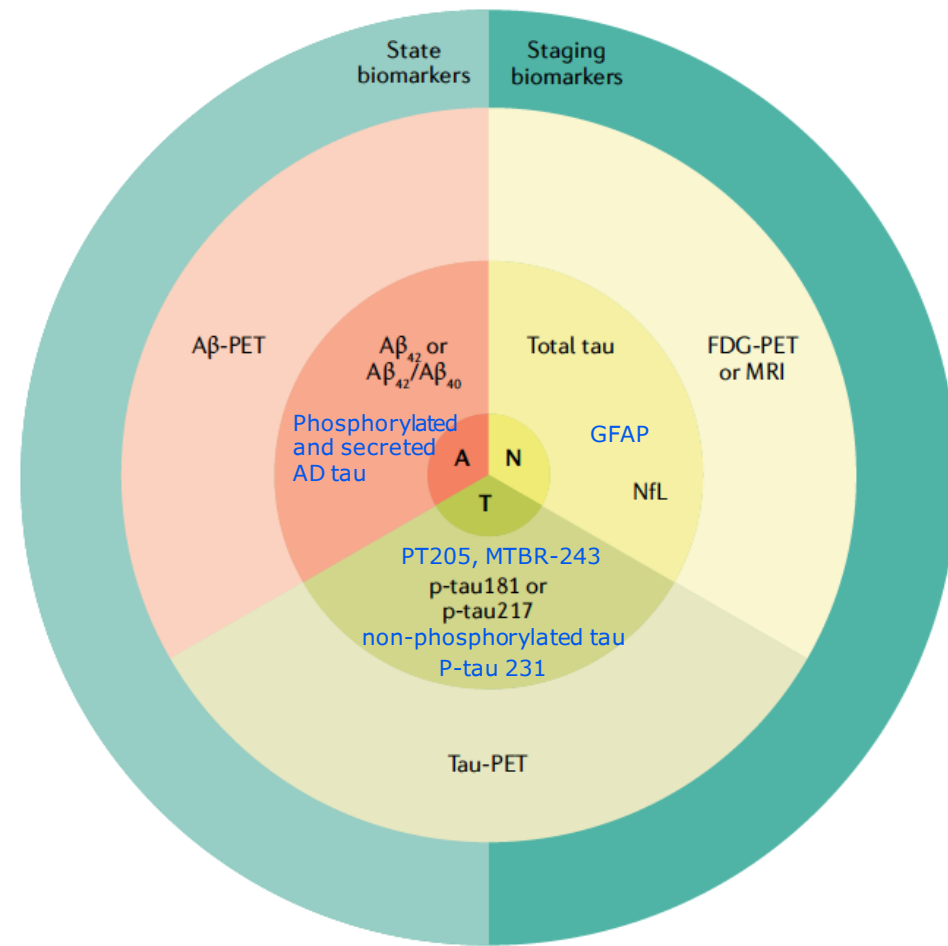 State
biomarkers
Staging
biomarkers
Aβ-PET
Aβ₄₂ or
Aβ₄₂/Aβ₄₀
Total tau
FDG-PET
or MRI
Phosphorylated
and secreted
AD tau
GFAP
A
N
NfL
T
PT205, MTBR-243
p-tau181 or
p-tau217
non-phosphorylated tau
P-tau 231
Tau-PET